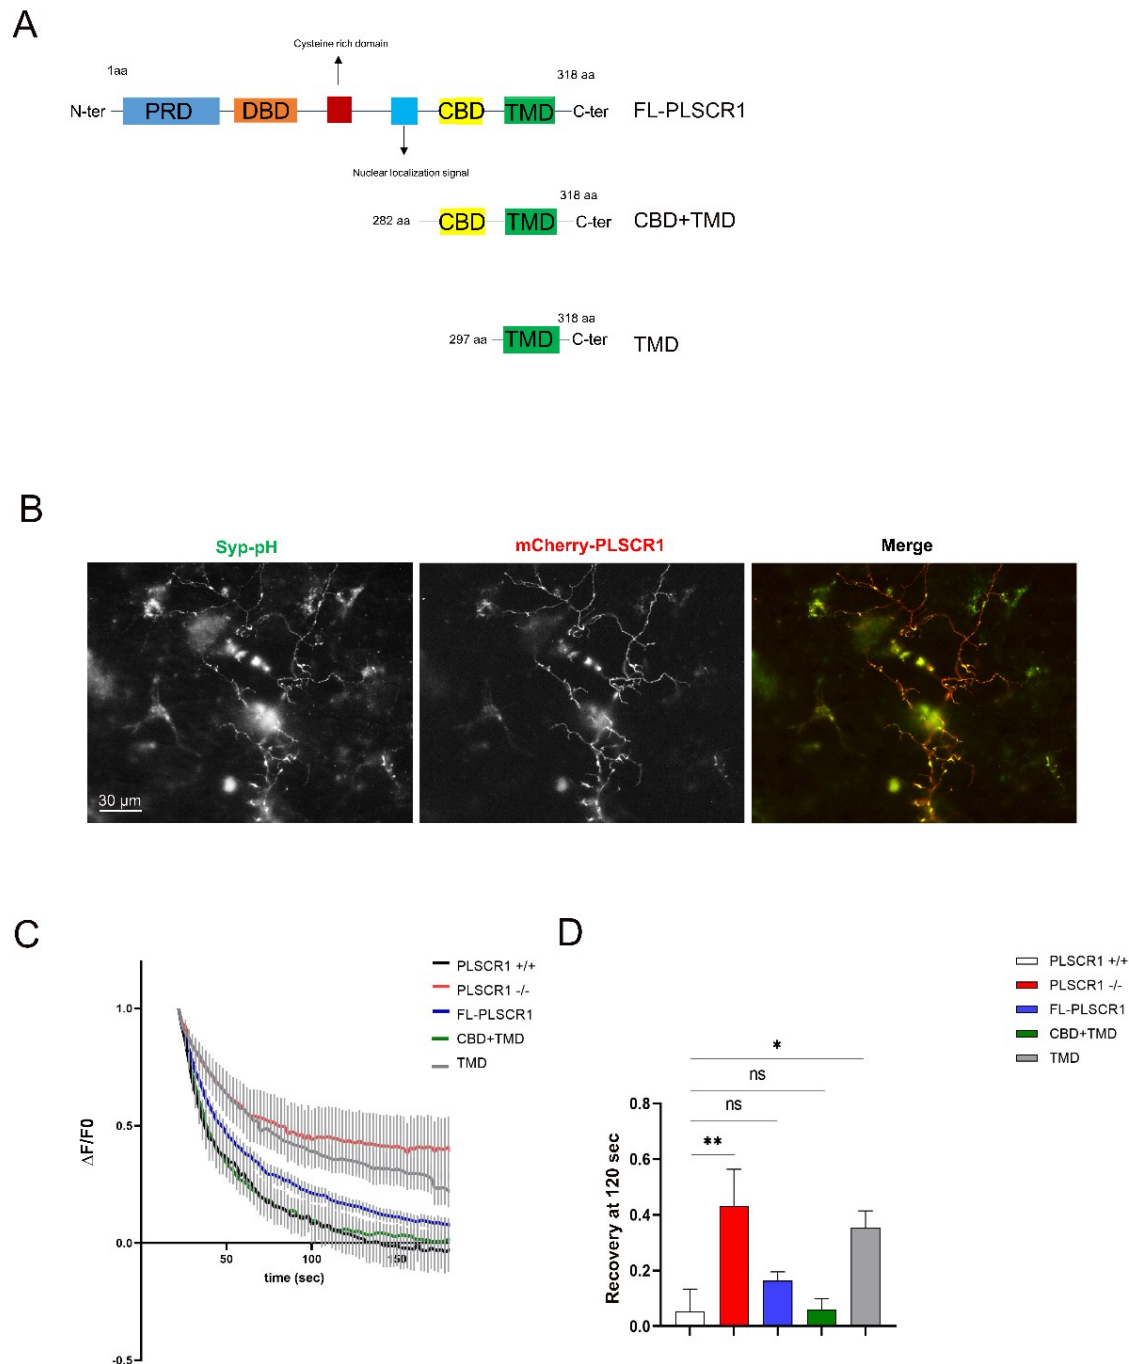 A
Cysteine rich domain
1aa
318 aa
N-ter PRD DBD CBD TMD C-ter FL-PLSCR1
Nuclear localization signal
318 aa
282 aa CBD TMD C-ter CBD+TMD
318 aa
297 aa TMD C-ter TMD
B
Syp-pH mCherry-PLSCR1 Merge
30 µm
C
PLSCR1 +/+
PLSCR1 -/-
FL-PLSCR1
CBD+TMD
TMD
1.0
0.5
0.0
-0.5
ΔF/F0
50 100 150
time (sec)
D
PLSCR1 +/+
PLSCR1 -/-
FL-PLSCR1
CBD+TMD
TMD
*
ns
ns
**
0.8
0.6
0.4
0.2
0.0
Recovery at 120 sec